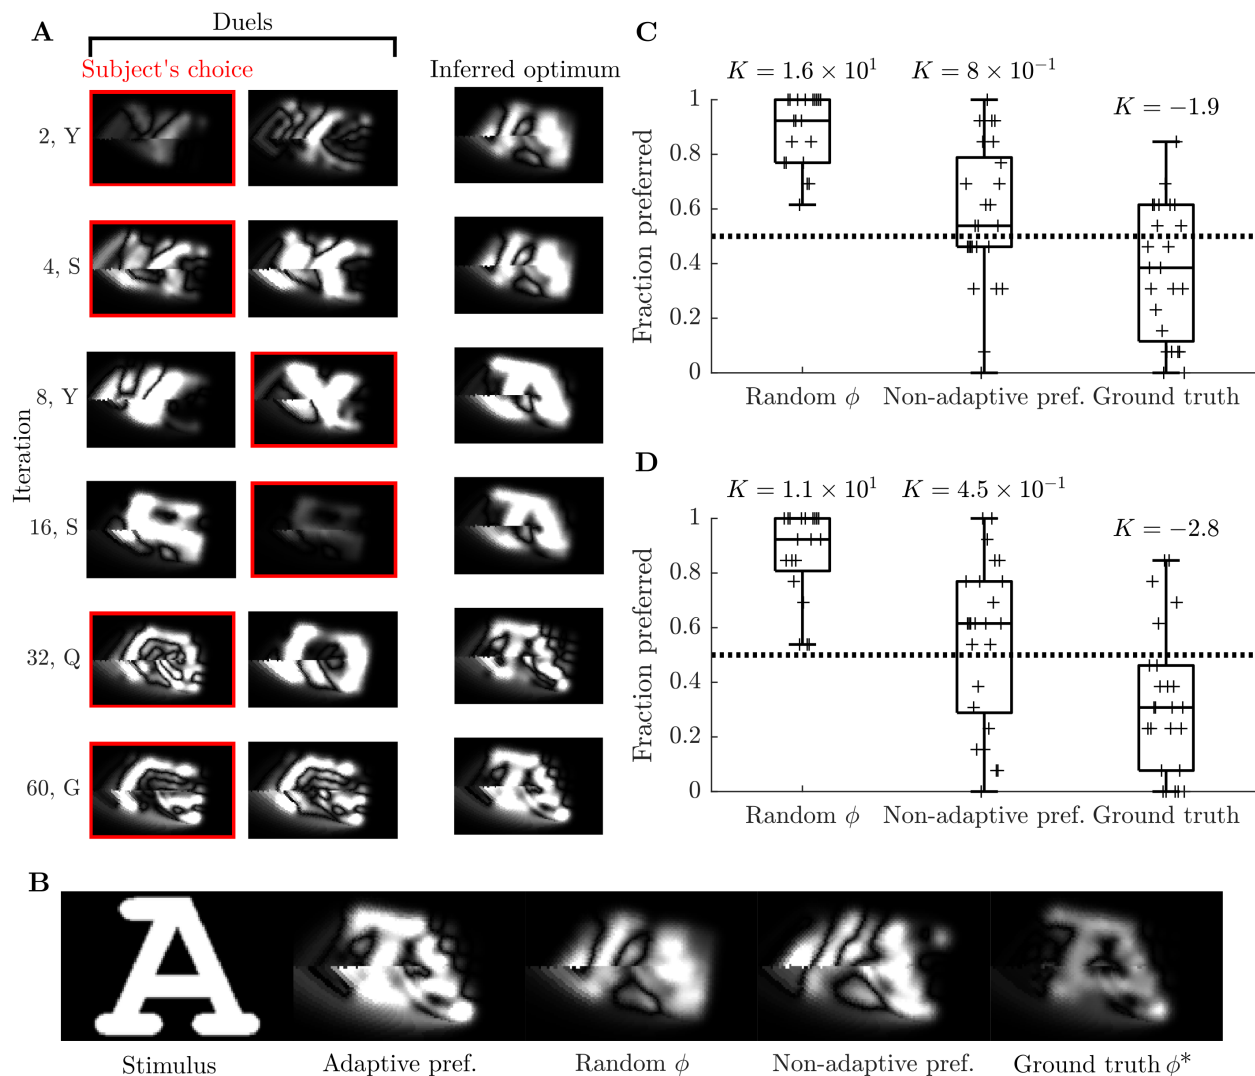 A
Duels
Subject's choice
Inferred optimum
2, Y
4, S
8, Y
16, S
32, Q
60, G
Iteration
C
K = 1.6 × 10¹
K = 8 × 10⁻¹
K = −1.9
Fraction preferred
1
0.8
0.6
0.4
0.2
0
Random ϕ
Non-adaptive pref.
Ground truth
D
K = 1.1 × 10¹
K = 4.5 × 10⁻¹
K = −2.8
Fraction preferred
1
0.8
0.6
0.4
0.2
0
Random ϕ
Non-adaptive pref.
Ground truth
B
A
Stimulus
Adaptive pref.
Random ϕ
Non-adaptive pref.
Ground truth ϕ*